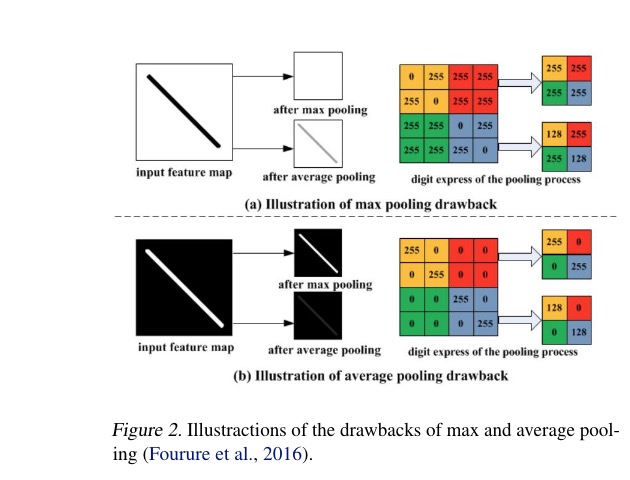 after max pooling
input feature map
after average pooling
0 255 255 255
255 0 255 255
255 255 0 255
255 255 255 0
255 255
255 255
128 255
255 128
digit express of the pooling process
(a) Illustration of max pooling drawback
after max pooling
input feature map
after average pooling
255 0 0 0
0 255 0 0
0 0 255 0
0 0 0 255
255 0
0 255
128 0
0 128
digit express of the pooling process
(b) Illustration of average pooling drawback
Figure 2. Illustractions of the drawbacks of max and average pool-
ing (Fourure et al., 2016).